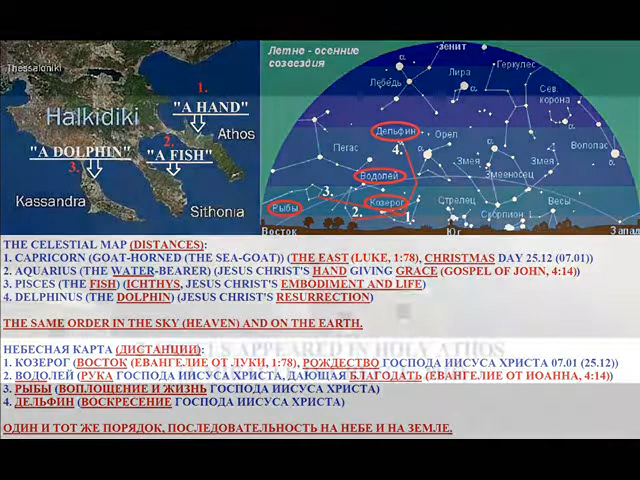 Thessaloniki
Halkidiki
1.
"A HAND"
Athos
2.
"A FISH"
"A DOLPHIN"
3.
Kassandra
Sithonia
Летне - осенние
созвездия
зенит
Лебедь
Лира
Геркулес
Сев.
корона
Дельфин
Орел
Пегас
4.
Змея
Змея
Змееносец
Волопас
Водолей
3.
Рыбы
Козерог
2.
1.
Стрелец
Скорпион
Весы
Восток
Юг
Запад
THE CELESTIAL MAP (DISTANCES):
1. CAPRICORN (GOAT-HORNED (THE SEA-GOAT)) (THE EAST (LUKE, 1:78), CHRISTMAS DAY 25.12 (07.01))
2. AQUARIUS (THE WATER-BEARER) (JESUS CHRIST'S HAND GIVING GRACE (GOSPEL OF JOHN, 4:14))
3. PISCES (THE FISH) (ICHTHYS, JESUS CHRIST'S EMBODIMENT AND LIFE)
4. DELPHINUS (THE DOLPHIN) (JESUS CHRIST'S RESURRECTION)
THE SAME ORDER IN THE SKY (HEAVEN) AND ON THE EARTH.
НЕБЕСНАЯ КАРТА (ДИСТАНЦИИ):
1. КОЗЕРОГ (ВОСТОК (ЕВАНГЕЛИЕ ОТ ЛУКИ, 1:78), РОЖДЕСТВО ГОСПОДА ИИСУСА ХРИСТА 07.01 (25.12))
2. ВОДОЛЕЙ (РУКА ГОСПОДА ИИСУСА ХРИСТА, ДАЮЩАЯ БЛАГОДАТЬ (ЕВАНГЕЛИЕ ОТ ИОАННА, 4:14))
3. РЫБЫ (ВОПЛОЩЕНИЕ И ЖИЗНЬ ГОСПОДА ИИСУСА ХРИСТА)
4. ДЕЛЬФИН (ВОСКРЕСЕНИЕ ГОСПОДА ИИСУСА ХРИСТА)
ОДИН И ТОТ ЖЕ ПОРЯДОК, ПОСЛЕДОВАТЕЛЬНОСТЬ НА НЕБЕ И НА ЗЕМЛЕ.